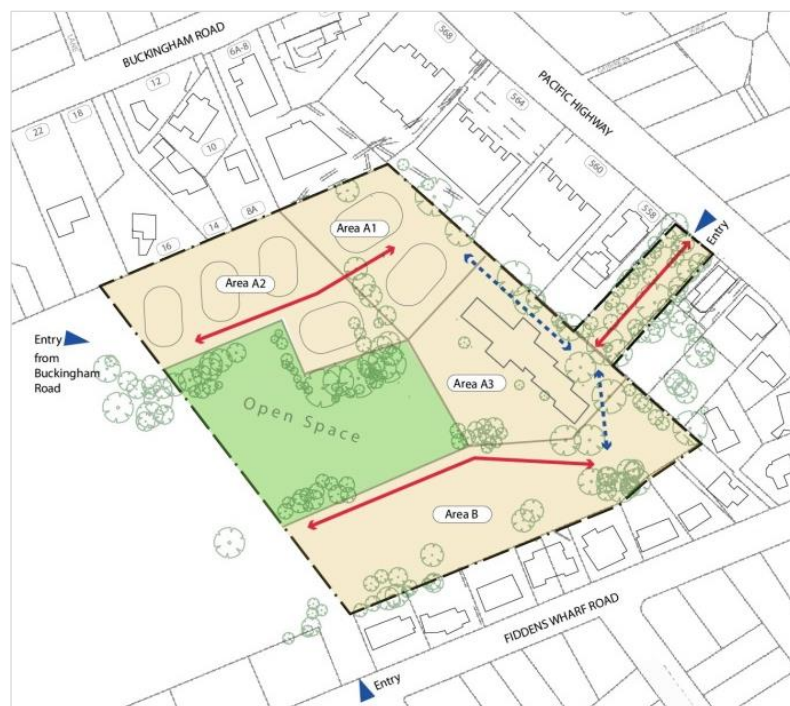 BUCKINGHAM ROAD
6A-8
568
PACIFIC HIGHWAY
12
18
22
564
10
560
8A
558
14
16
Entry
Area A1
Area A2
Entry
from
Buckingham
Road
Area A3
Open Space
Area B
FIDDENS WHARF ROAD
Entry